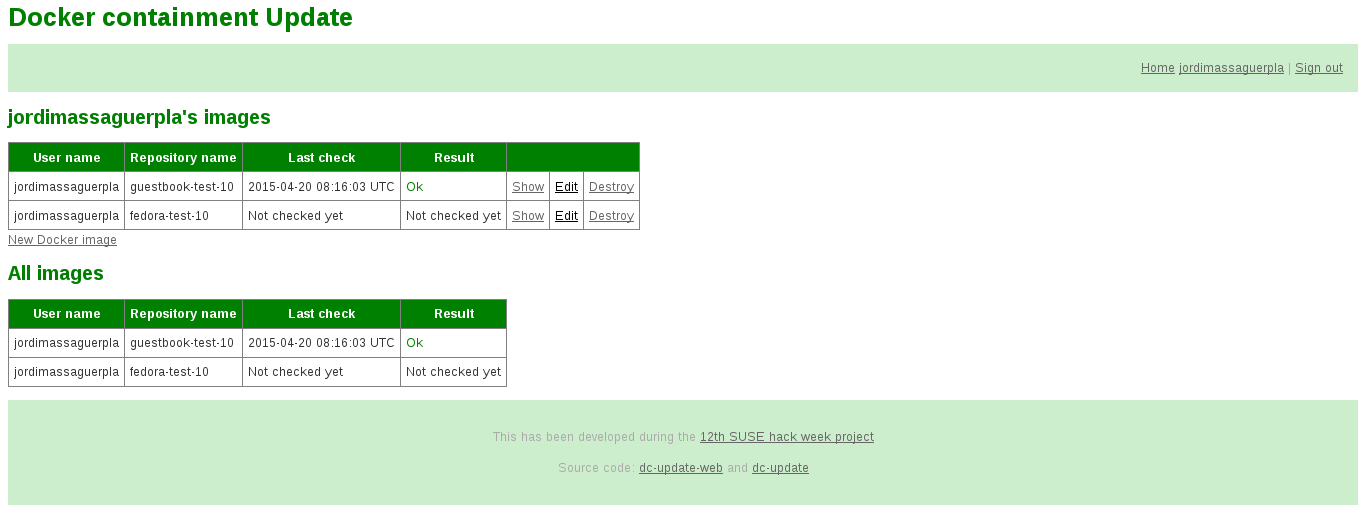 Docker containment Update
Home jordimassaguerpla | Sign out
jordimassaguerpla's images
User name Repository name Last check Result
jordimassaguerpla guestbook-test-10 2015-04-20 08:16:03 UTC Ok Show Edit Destroy
jordimassaguerpla fedora-test-10 Not checked yet Not checked yet Show Edit Destroy
New Docker image
All images
User name Repository name Last check Result
jordimassaguerpla guestbook-test-10 2015-04-20 08:16:03 UTC Ok
jordimassaguerpla fedora-test-10 Not checked yet Not checked yet
This has been developed during the 12th SUSE hack week project
Source code: dc-update-web and dc-update